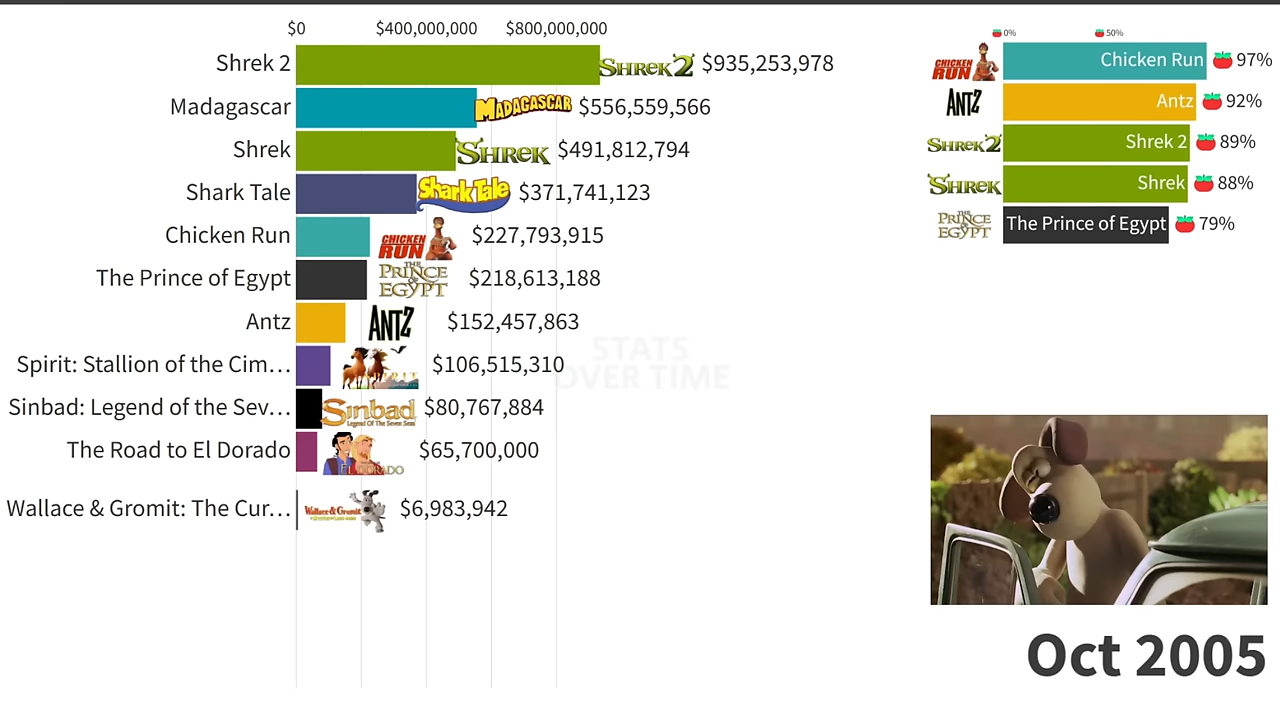 $0 $400,000,000 $800,000,000
Shrek 2 SHREK 2 $935,253,978
Madagascar MADAGASCAR $556,559,566
Shrek SHREK $491,812,794
Shark Tale Shark Tale $371,741,123
Chicken Run CHICKEN RUN $227,793,915
The Prince of Egypt THE PRINCE OF EGYPT $218,613,188
Antz ANTZ $152,457,863
Spirit: Stallion of the Cim… SPIRIT $106,515,310
Sinbad: Legend of the Sev… Sinbad Legend Of The Seven Seas $80,767,884
The Road to El Dorado EL DORADO $65,700,000
Wallace & Gromit: The Cur… Wallace & Gromit $6,983,942
STATS
OVER TIME
0% 50%
CHICKEN RUN Chicken Run 97%
ANTZ Antz 92%
SHREK 2 Shrek 2 89%
SHREK Shrek 88%
THE PRINCE OF EGYPT The Prince of Egypt 79%
Oct 2005